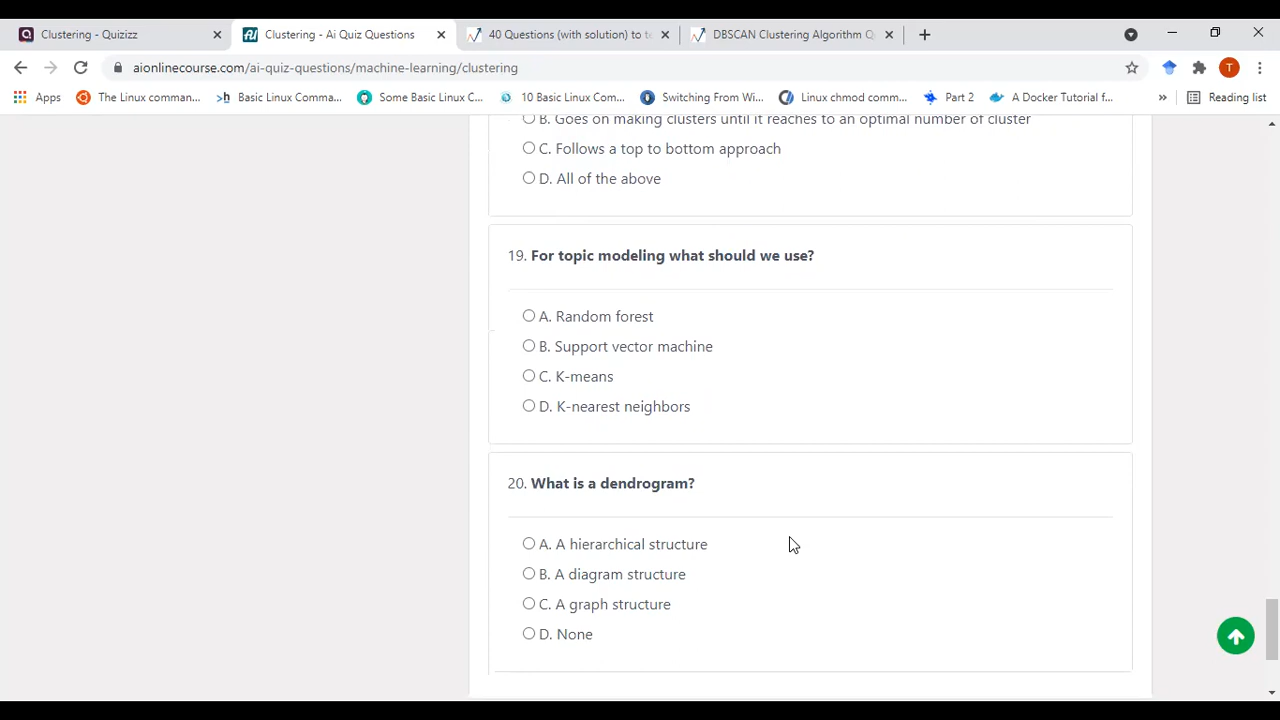 Clustering - Quizizz
Clustering - Ai Quiz Questions
40 Questions (with solution) to t
DBSCAN Clustering Algorithm Q
aionlinecourse.com/ai-quiz-questions/machine-learning/clustering
T
Apps
The Linux comman...
Basic Linux Comma...
Some Basic Linux C...
10 Basic Linux Com...
Switching From Wi...
Linux chmod comm...
Part 2
A Docker Tutorial f...
»
Reading list
B. Goes on making clusters until it reaches to an optimal number of cluster
C. Follows a top to bottom approach
D. All of the above
19. For topic modeling what should we use?
A. Random forest
B. Support vector machine
C. K-means
D. K-nearest neighbors
20. What is a dendrogram?
A. A hierarchical structure
B. A diagram structure
C. A graph structure
D. None